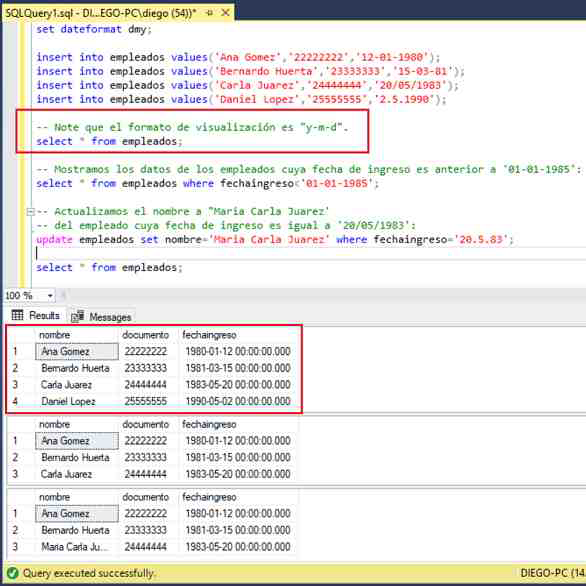 SQLQuery1.sql - DI...EGO-PC\diego (54))*
set dateformat dmy;
insert into empleados values('Ana Gomez','22222222','12-01-1980');
insert into empleados values('Bernardo Huerta','23333333','15-03-81');
insert into empleados values('Carla Juarez','24444444','20/05/1983');
insert into empleados values('Daniel Lopez','25555555','2.5.1990');
-- Note que el formato de visualización es "y-m-d".
select * from empleados;
-- Mostramos los datos de los empleados cuya fecha de ingreso es anterior a '01-01-1985':
select * from empleados where fechaingreso<'01-01-1985';
-- Actualizamos el nombre a "Maria Carla Juarez'
-- del empleado cuya fecha de ingreso es igual a '20/05/1983':
update empleados set nombre='Maria Carla Juarez' where fechaingreso='20.5.83';
select * from empleados;
100 %
Results Messages
nombre documento fechaingreso
1 Ana Gomez 22222222 1980-01-12 00:00:00.000
2 Bernardo Huerta 23333333 1981-03-15 00:00:00.000
3 Carla Juarez 24444444 1983-05-20 00:00:00.000
4 Daniel Lopez 25555555 1990-05-02 00:00:00.000
nombre documento fechaingreso
1 Ana Gomez 22222222 1980-01-12 00:00:00.000
2 Bernardo Huerta 23333333 1981-03-15 00:00:00.000
3 Carla Juarez 24444444 1983-05-20 00:00:00.000
nombre documento fechaingreso
1 Ana Gomez 22222222 1980-01-12 00:00:00.000
2 Bernardo Huerta 23333333 1981-03-15 00:00:00.000
3 Maria Carla Ju... 24444444 1983-05-20 00:00:00.000
Query executed successfully. DIEGO-PC (14.